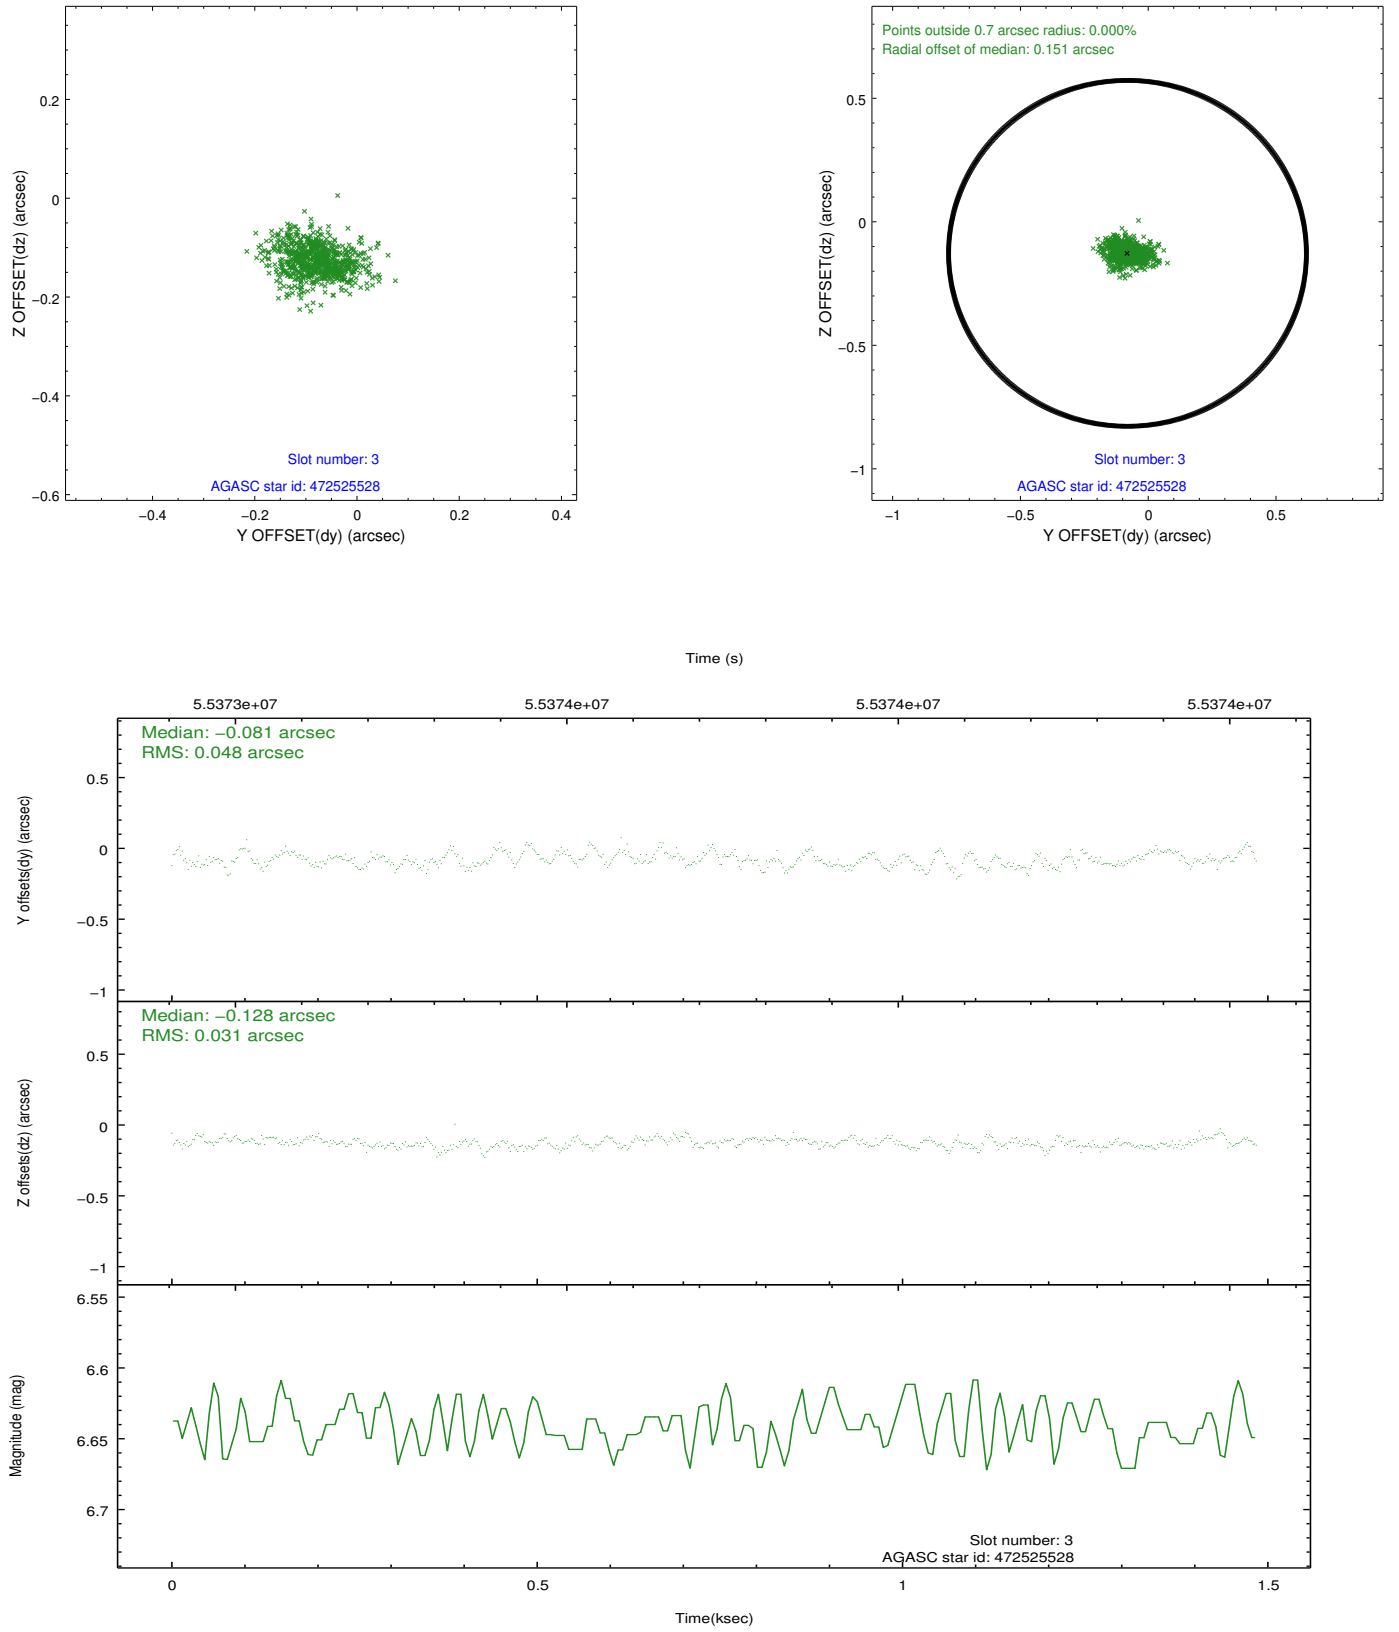 0.2
0
−0.2
−0.4
−0.6
Z OFFSET(dz) (arcsec)
Slot number: 3
AGASC star id: 472525528
−0.4 −0.2 0 0.2 0.4
Y OFFSET(dy) (arcsec)
Points outside 0.7 arcsec radius: 0.000%
Radial offset of median: 0.151 arcsec
0.5
0
−0.5
−1
Z OFFSET(dz) (arcsec)
Slot number: 3
AGASC star id: 472525528
−1 −0.5 0 0.5
Y OFFSET(dy) (arcsec)
Time (s)
5.5373e+07 5.5374e+07 5.5374e+07 5.5374e+07
Median: −0.081 arcsec
RMS: 0.048 arcsec
0.5
0
−0.5
−1
Y offsets(dy) (arcsec)
Median: −0.128 arcsec
RMS: 0.031 arcsec
0.5
0
−0.5
−1
Z offsets(dz) (arcsec)
6.55
6.6
6.65
6.7
Magnitude (mag)
Slot number: 3
AGASC star id: 472525528
0 0.5 1 1.5
Time(ksec)